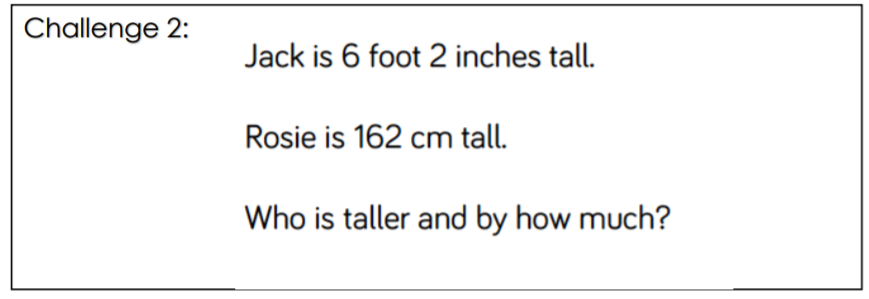 Challenge 2:
Jack is 6 foot 2 inches tall.
Rosie is 162 cm tall.
Who is taller and by how much?